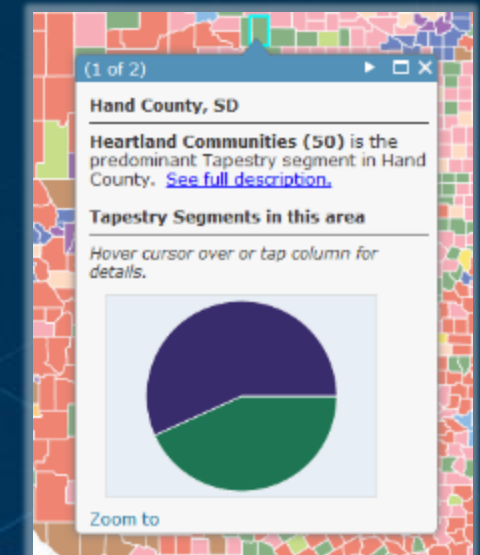 (1 of 2)
Hand County, SD
Heartland Communities (50) is the
predominant Tapestry segment in Hand
County. See full description.
Tapestry Segments in this area
Hover cursor over or tap column for
details.
Zoom to